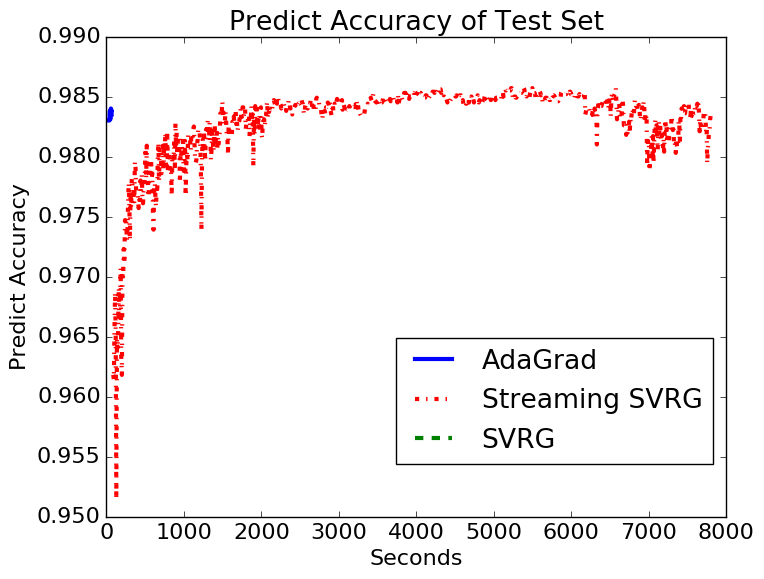 Predict Accuracy of Test Set
0.990
0.985
0.980
0.975
0.970
0.965
0.960
0.955
0.950
Predict Accuracy
AdaGrad
Streaming SVRG
SVRG
0 1000 2000 3000 4000 5000 6000 7000 8000
Seconds